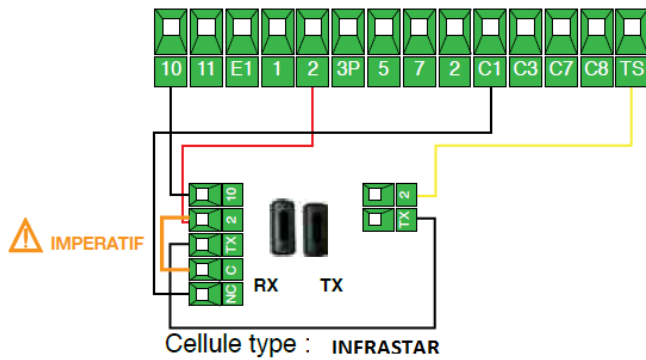 10 11 E1 1 2 3P 5 7 2 C1 C3 C7 C8 TS
10
2
TX
C
NC
2
TX
IMPERATIF
RX TX
Cellule type : INFRASTAR